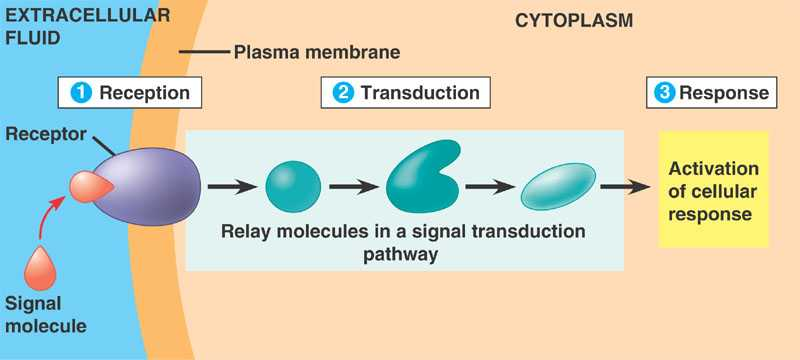 EXTRACELLULAR
FLUID
CYTOPLASM
Plasma membrane
1 Reception
2 Transduction
3 Response
Receptor
Activation
of cellular
response
Relay molecules in a signal transduction
pathway
Signal
molecule